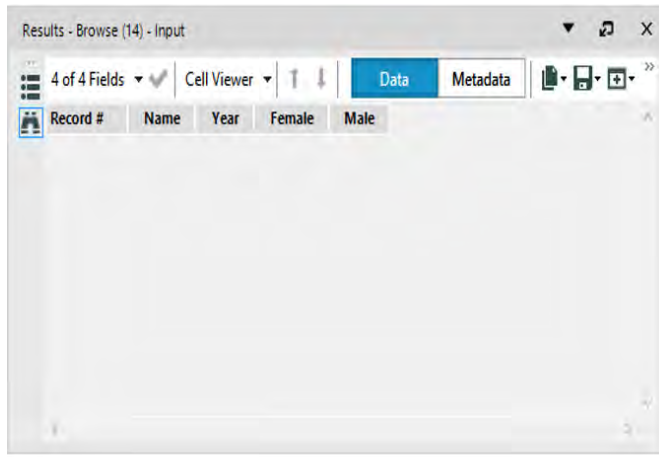 Results - Browse (14) - Input
4 of 4 Fields Cell Viewer Data Metadata
Record # Name Year Female Male